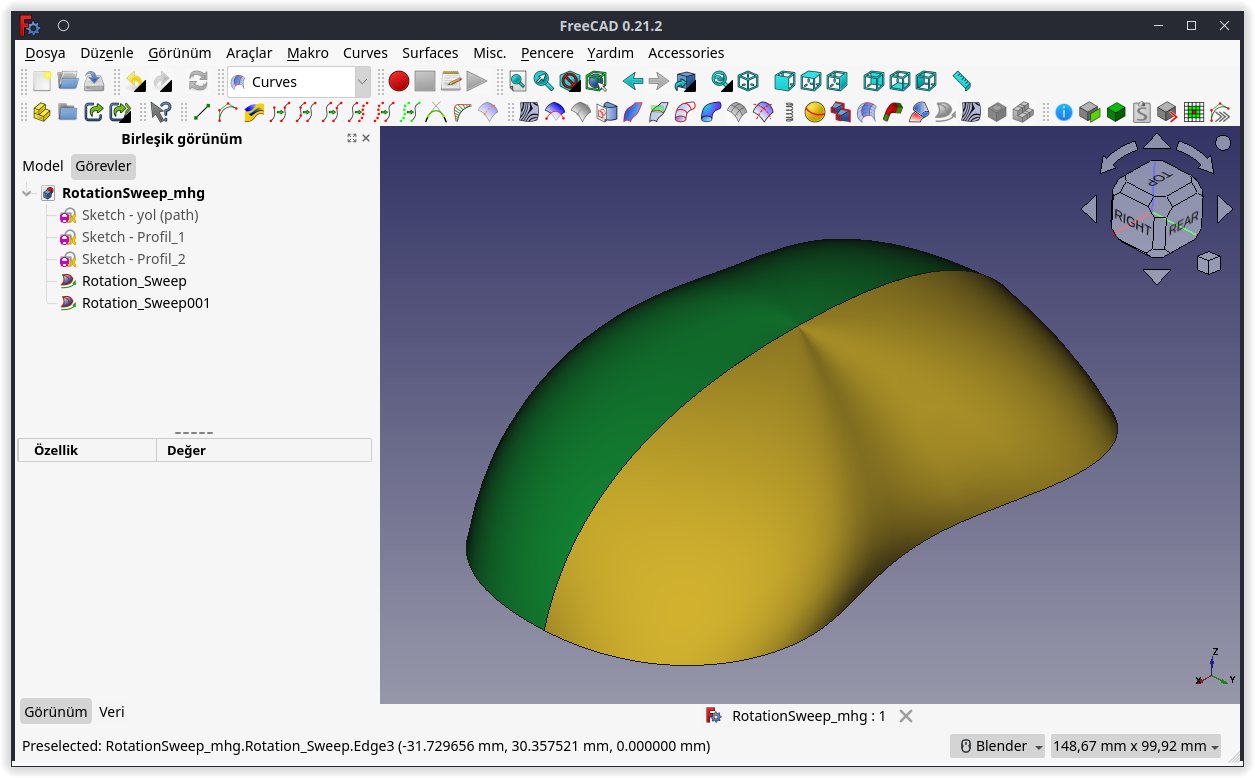 FreeCAD 0.21.2
Dosya Düzenle Görünüm Araçlar Makro Curves Surfaces Misc. Pencere Yardım Accessories
Curves
Birleşik görünüm
Model Görevler
RotationSweep_mhg
Sketch - yol (path)
Sketch - Profil_1
Sketch - Profil_2
Rotation_Sweep
Rotation_Sweep001
TOP
RIGHT REAR
Özellik Değer
Z
X Y
Görünüm Veri
RotationSweep_mhg : 1
Preselected: RotationSweep_mhg.Rotation_Sweep.Edge3 (-31.729656 mm, 30.357521 mm, 0.000000 mm)
Blender 148,67 mm x 99,92 mm